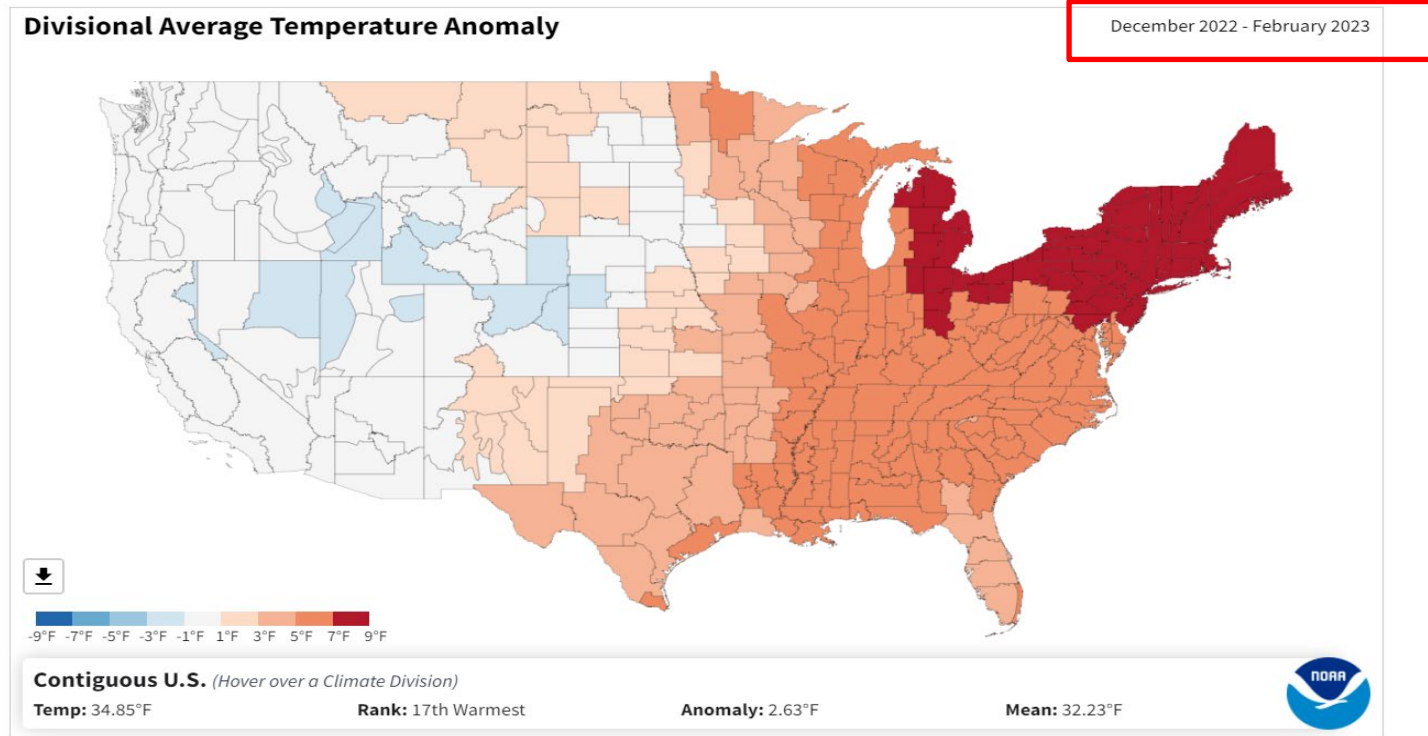 Divisional Average Temperature Anomaly
December 2022 - February 2023
-9°F -7°F -5°F -3°F -1°F 1°F 3°F 5°F 7°F 9°F
Contiguous U.S. (Hover over a Climate Division)
Temp: 34.85°F Rank: 17th Warmest Anomaly: 2.63°F Mean: 32.23°F
NOAA